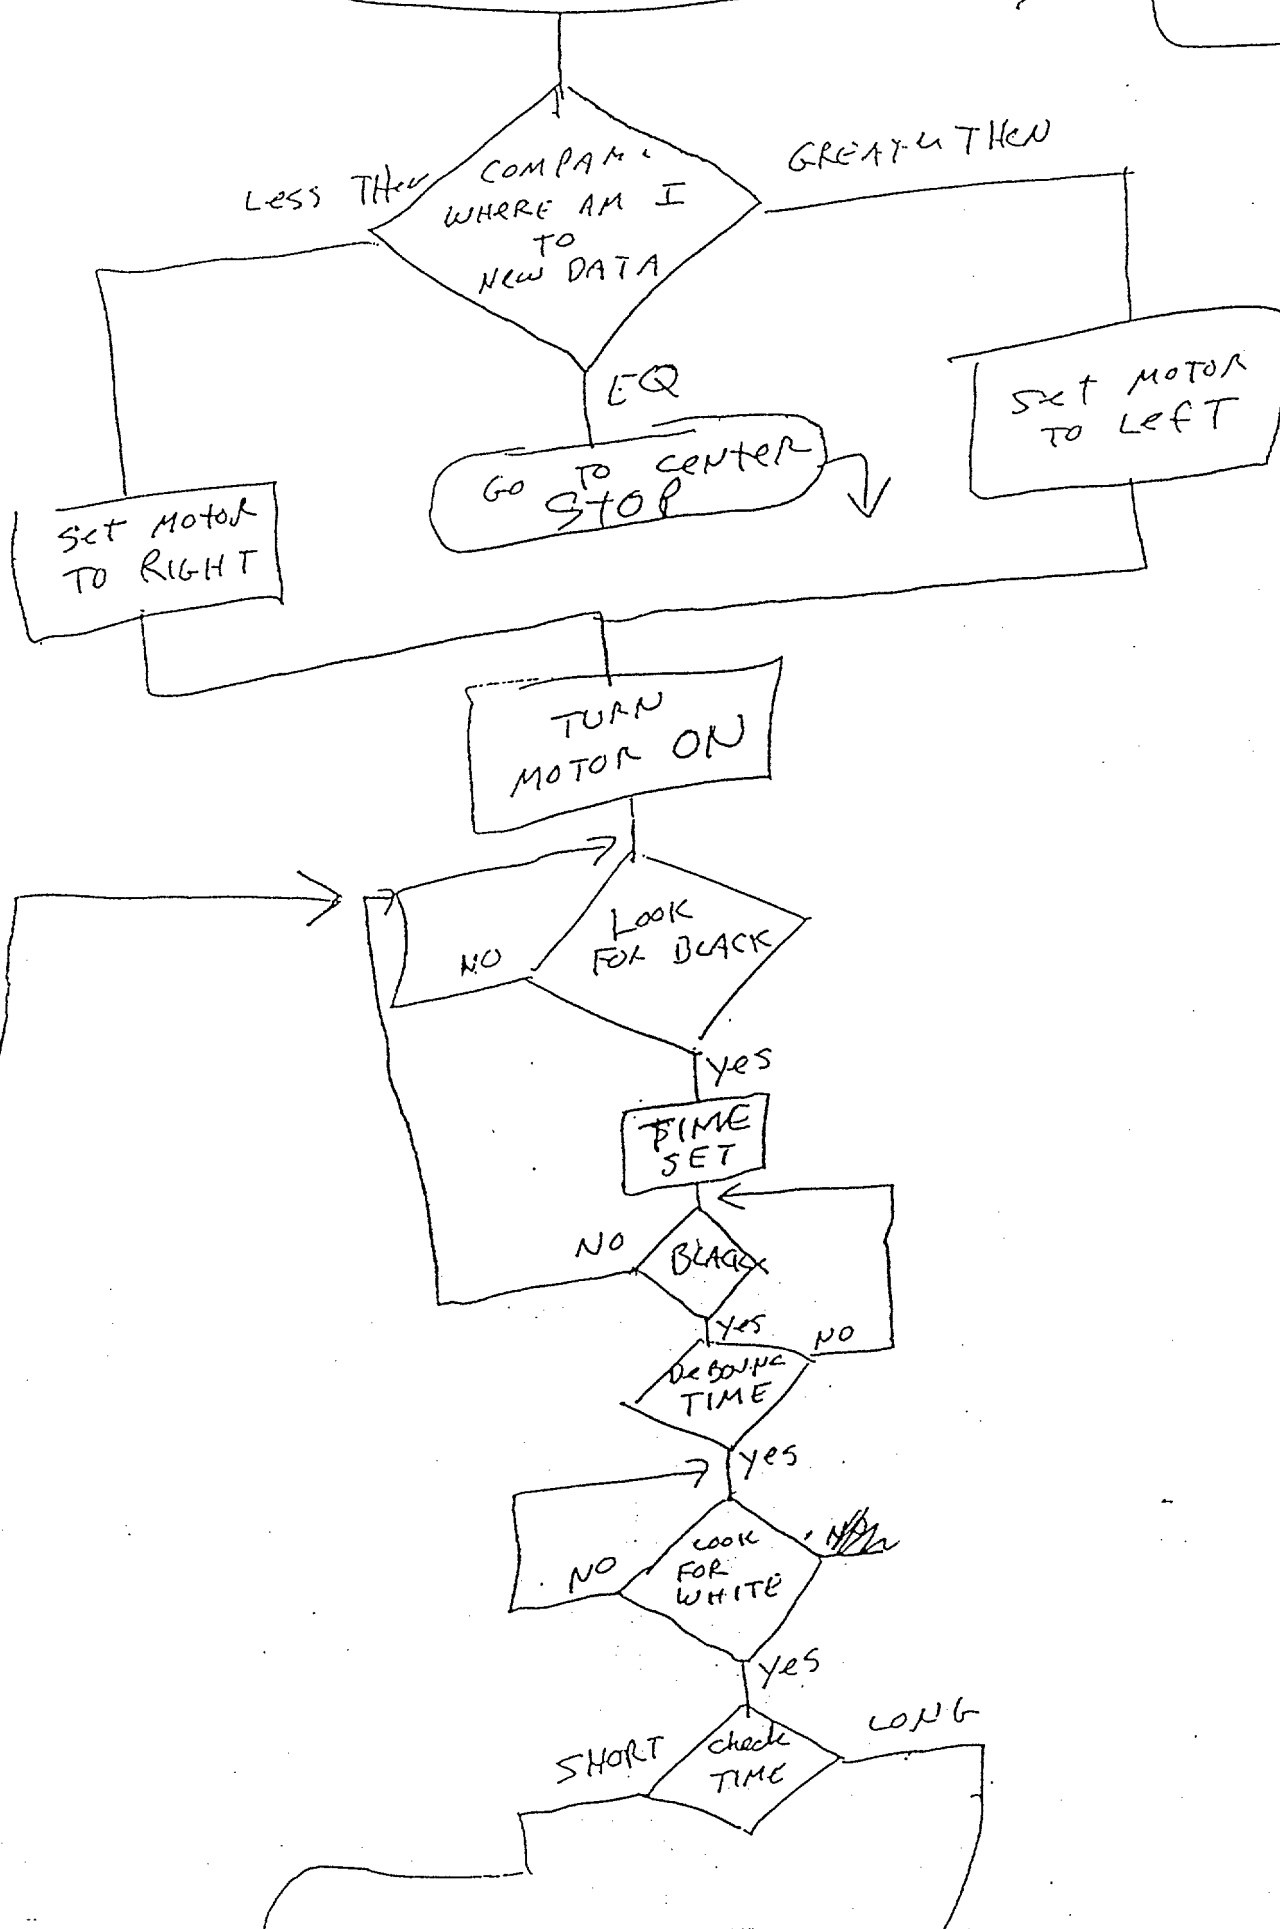 LESS THEN
COMPAR.
WHERE AM I
TO
NEW DATA
GREATER THEN
EQ
GO TO CENTER
STOP
SET MOTOR
TO LEFT
SET MOTOR
TO RIGHT
TURN
MOTOR ON
LOOK
FOR BLACK
NO
yes
TIME
SET
NO
BLACK
yes
NO
DEBOUNC
TIME
yes
LOOK
FOR
WHITE
NO
yes
SHORT
check
TIME
LONG